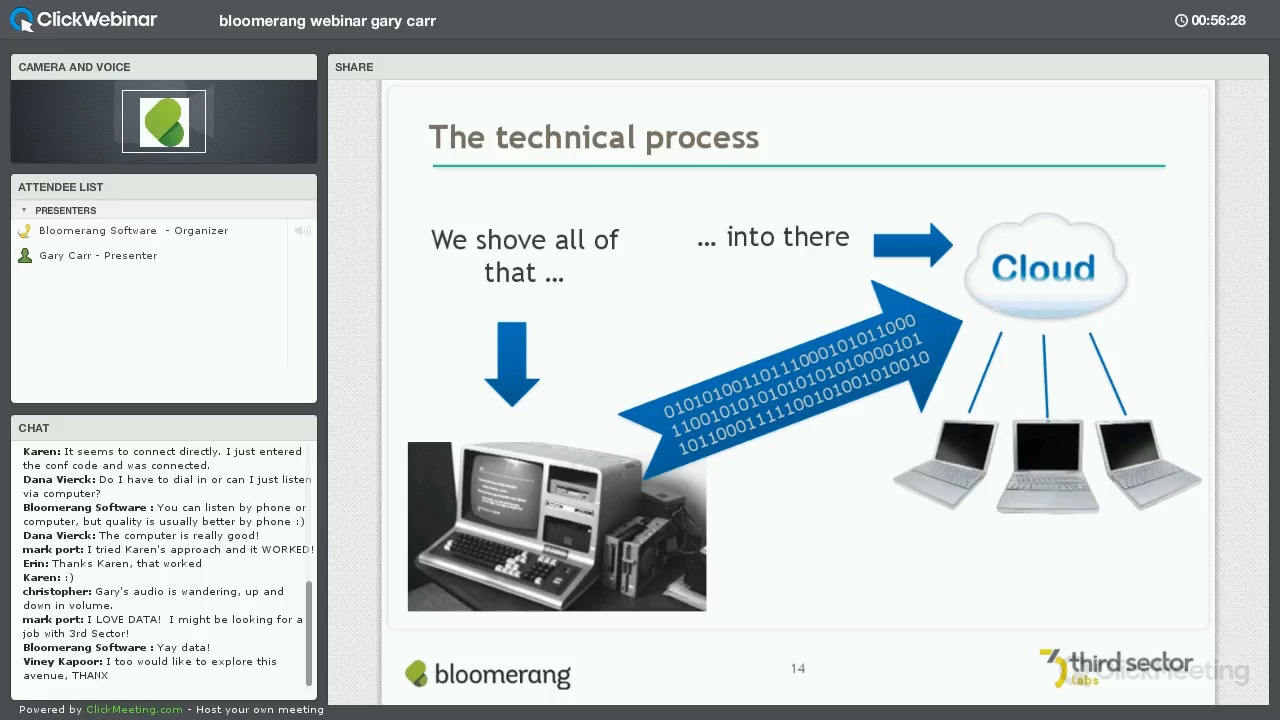 ClickWebinar
bloomerang webinar gary carr
00:56:28
CAMERA AND VOICE
ATTENDEE LIST
PRESENTERS
Bloomerang Software - Organizer
Gary Carr - Presenter
CHAT
Karen: It seems to connect directly. I just entered
the conf code and was connected.
Dana Vierck: Do I have to dial in or can I just listen
via computer?
Bloomerang Software : You can listen by phone or
computer, but quality is usually better by phone :)
Dana Vierck: The computer is really good!
mark port: I tried Karen's approach and it WORKED!
Erin: Thanks Karen, that worked
Karen: :)
christopher: Gary's audio is wandering, up and
down in volume.
mark port: I LOVE DATA! I might be looking for a
job with 3rd Sector!
Bloomerang Software : Yay data!
Viney Kapoor: I too would like to explore this
avenue, THANX
Powered by ClickMeeting.com - Host your own meeting
SHARE
The technical process
We shove all of
that ...
... into there
Cloud
0101010011011100010101011000
1100101010101010101010000101
1011000111110010100101010010
bloomerang
14
third sector
labs
ClickMeeting